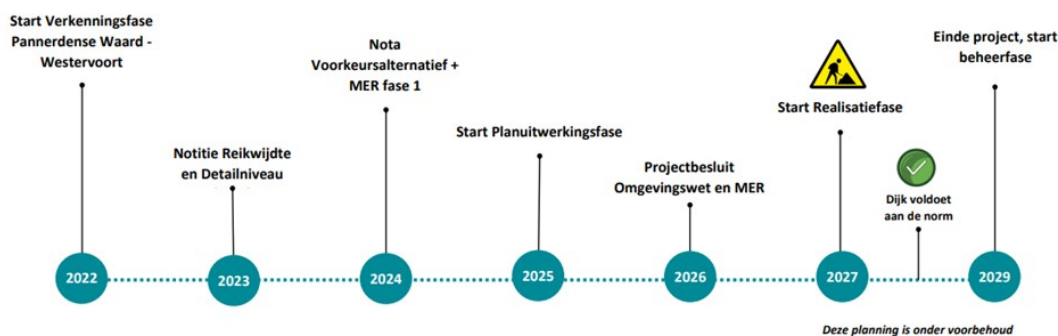 Start Verkenningsfase
Pannerdense Waard -
Westervoort
Notitie Reikwijdte
en Detailniveau
Nota
Voorkeursalternatief +
MER fase 1
Start Planuitwerkingsfase
Projectbesluit
Omgevingswet en MER
Start Realisatiefase
Dijk voldoet
aan de norm
Einde project, start
beheerfase
2022
2023
2024
2025
2026
2027
2029
Deze planning is onder voorbehoud